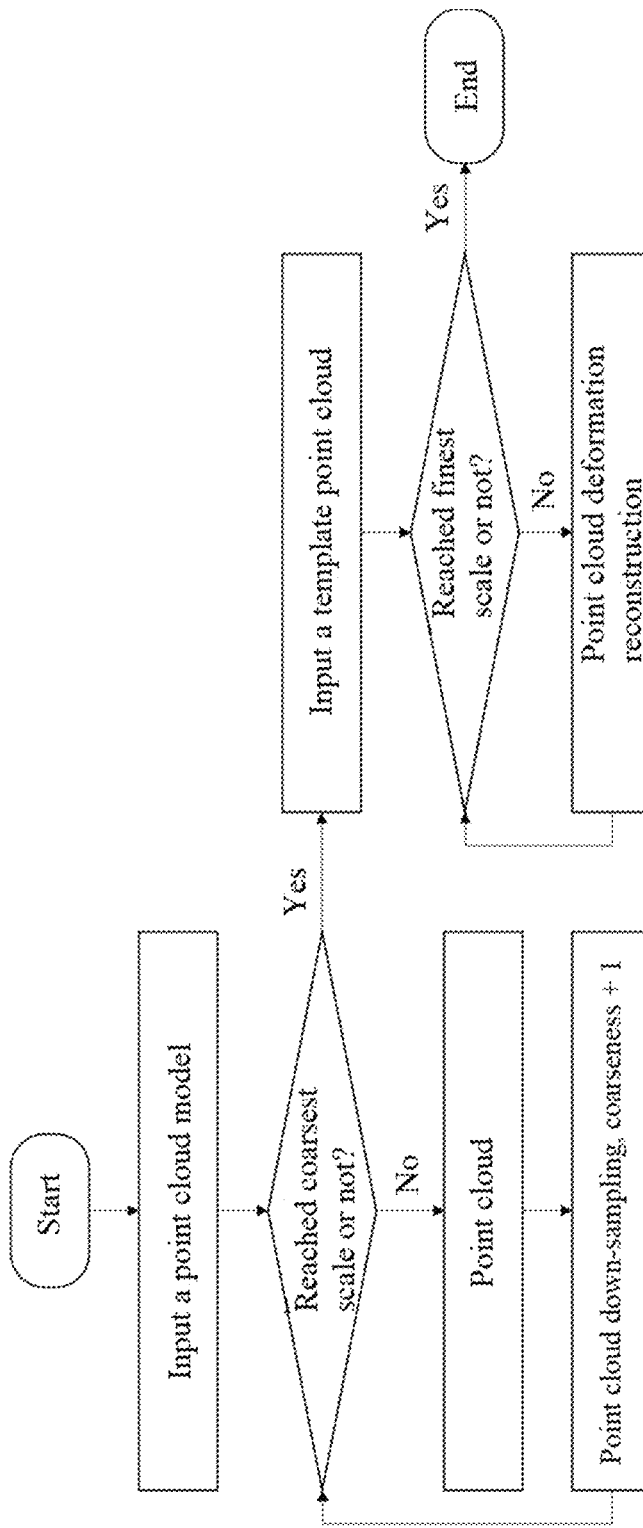 Start
Input a point cloud model
Reached coarsest
scale or not?
Yes
No
Point cloud
Point cloud down-sampling, coarseness + 1
Input a template point cloud
Reached finest
scale or not?
Yes
No
Point cloud deformation
reconstruction
End